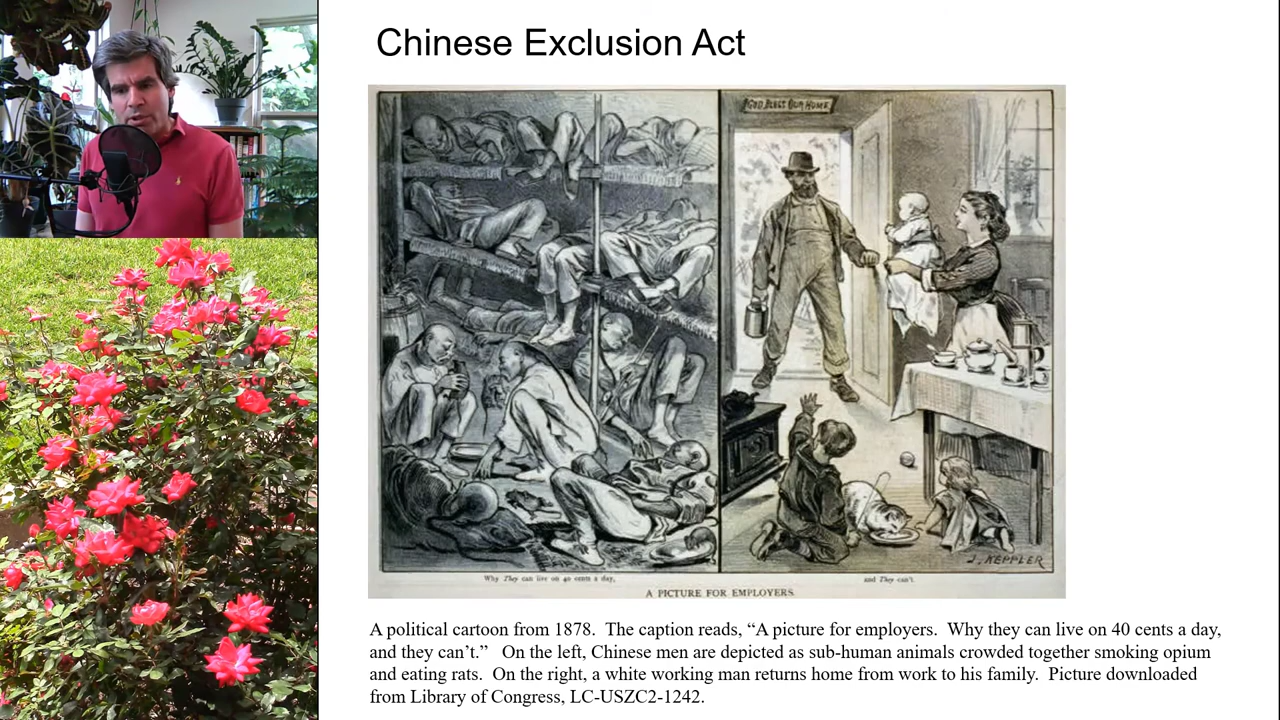 Chinese Exclusion Act
GOD BLESS OUR HOME
J. KEPPLER
Why They can live on 40 cents a day, and They can't.
A PICTURE FOR EMPLOYERS.
A political cartoon from 1878.  The caption reads, “A picture for employers.  Why they can live on 40 cents a day,
and they can’t.”   On the left, Chinese men are depicted as sub-human animals crowded together smoking opium
and eating rats.  On the right, a white working man returns home from work to his family.  Picture downloaded
from Library of Congress, LC-USZC2-1242.